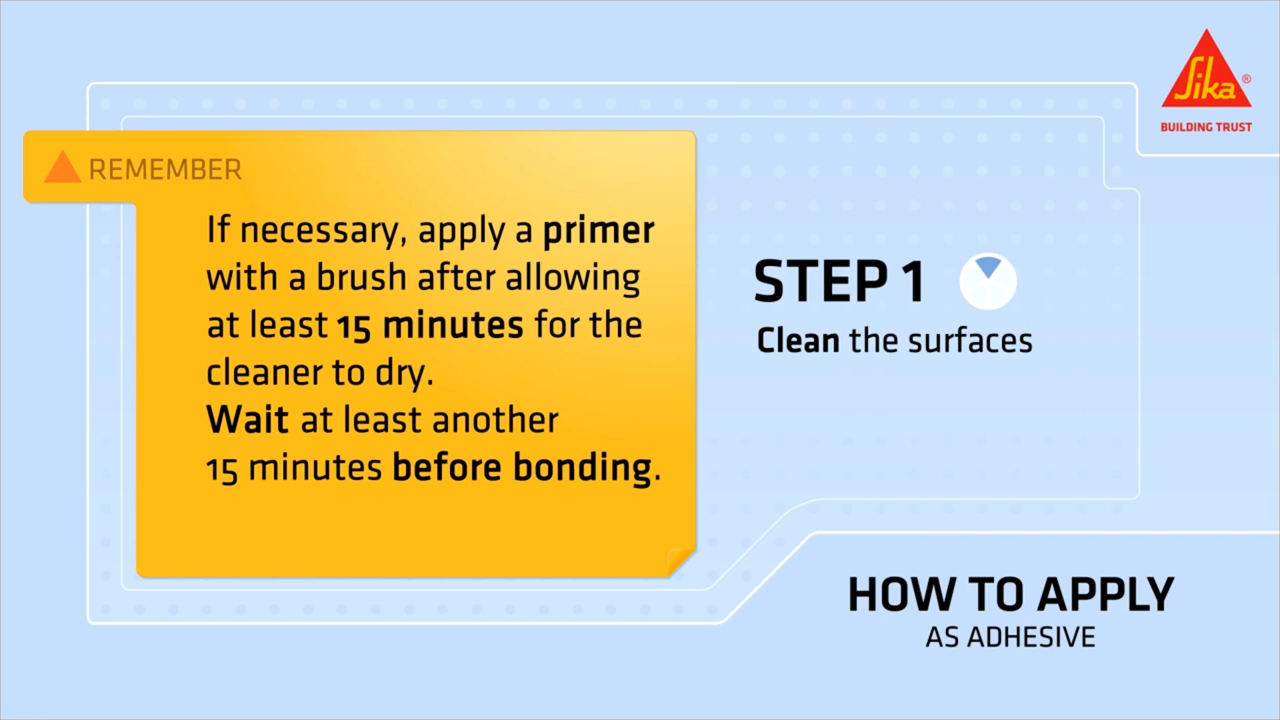 Sika®
BUILDING TRUST
REMEMBER
If necessary, apply a primer
with a brush after allowing
at least 15 minutes for the
cleaner to dry.
Wait at least another
15 minutes before bonding.
STEP 1
Clean the surfaces
HOW TO APPLY
AS ADHESIVE